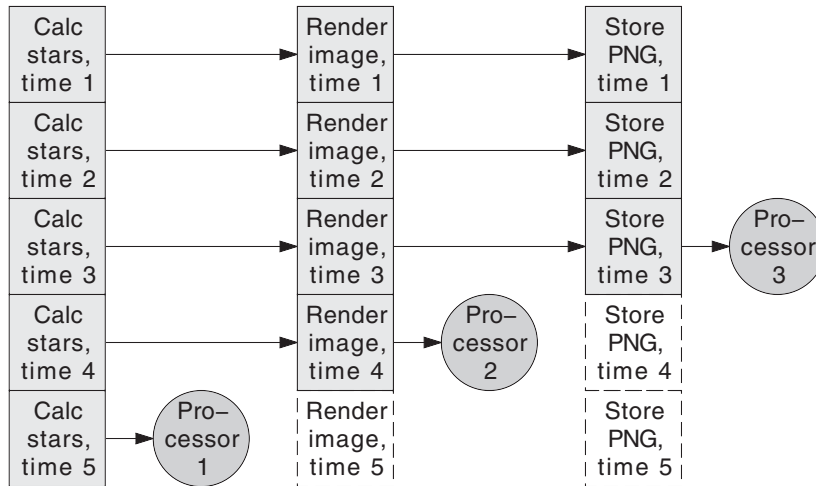 Calc
stars,
time 1
Render
image,
time 1
Store
PNG,
time 1
Calc
stars,
time 2
Render
image,
time 2
Store
PNG,
time 2
Calc
stars,
time 3
Render
image,
time 3
Store
PNG,
time 3
Pro–
cessor
3
Calc
stars,
time 4
Render
image,
time 4
Pro–
cessor
2
Store
PNG,
time 4
Calc
stars,
time 5
Pro–
cessor
1
Render
image,
time 5
Store
PNG,
time 5